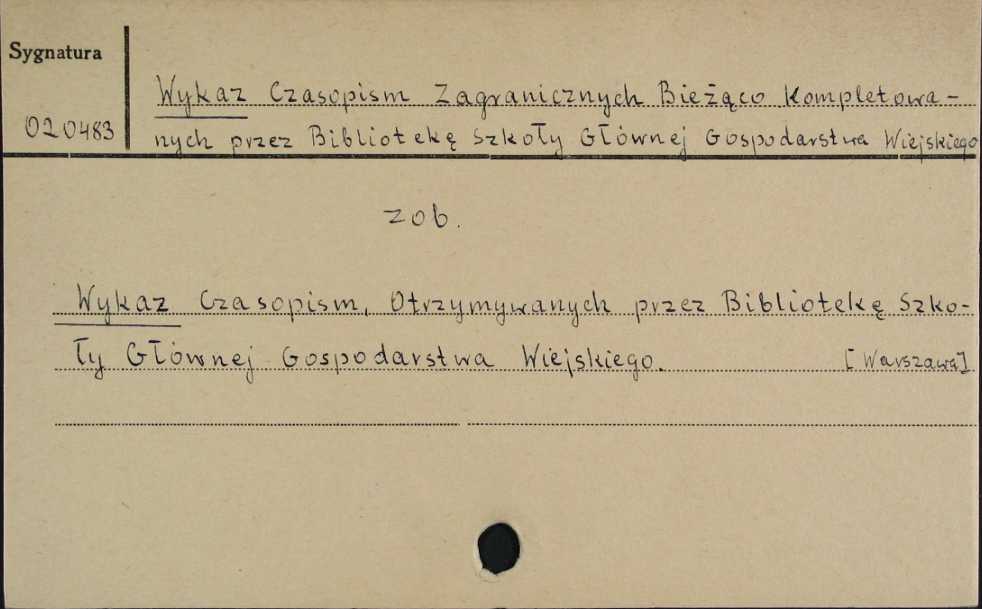 Sygnatura
020483
Wykaz Czasopism Zagranicznych Bieżąco Kompletowa-
nych przez Bibliotekę Szkoły Głównej Gospodarstwa Wiejskiego
zob.
Wykaz Czasopism, Otrzymywanych przez Bibliotekę Szko-
ły Głównej Gospodarstwa Wiejskiego. [Warszawa]